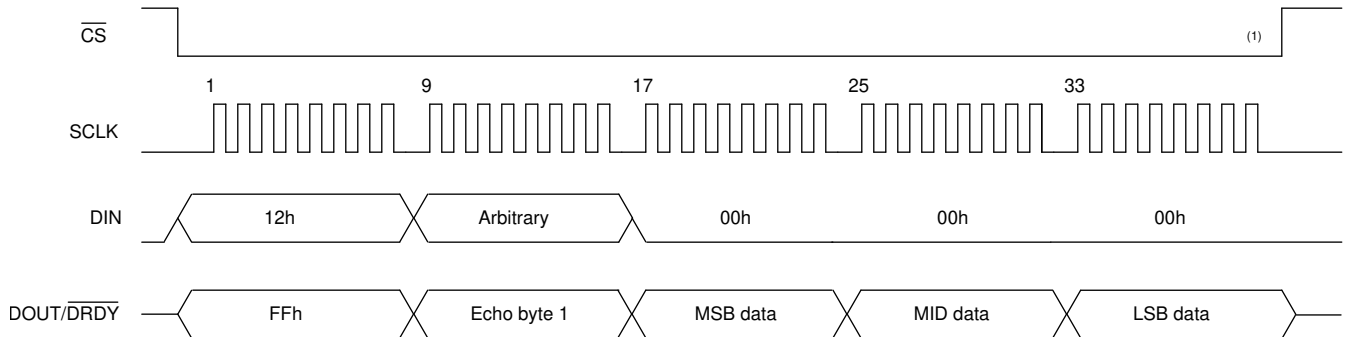 CS
(1)
1 9 17 25 33
SCLK
DIN 12h Arbitrary 00h 00h 00h
DOUT/DRDY FFh Echo byte 1 MSB data MID data LSB data